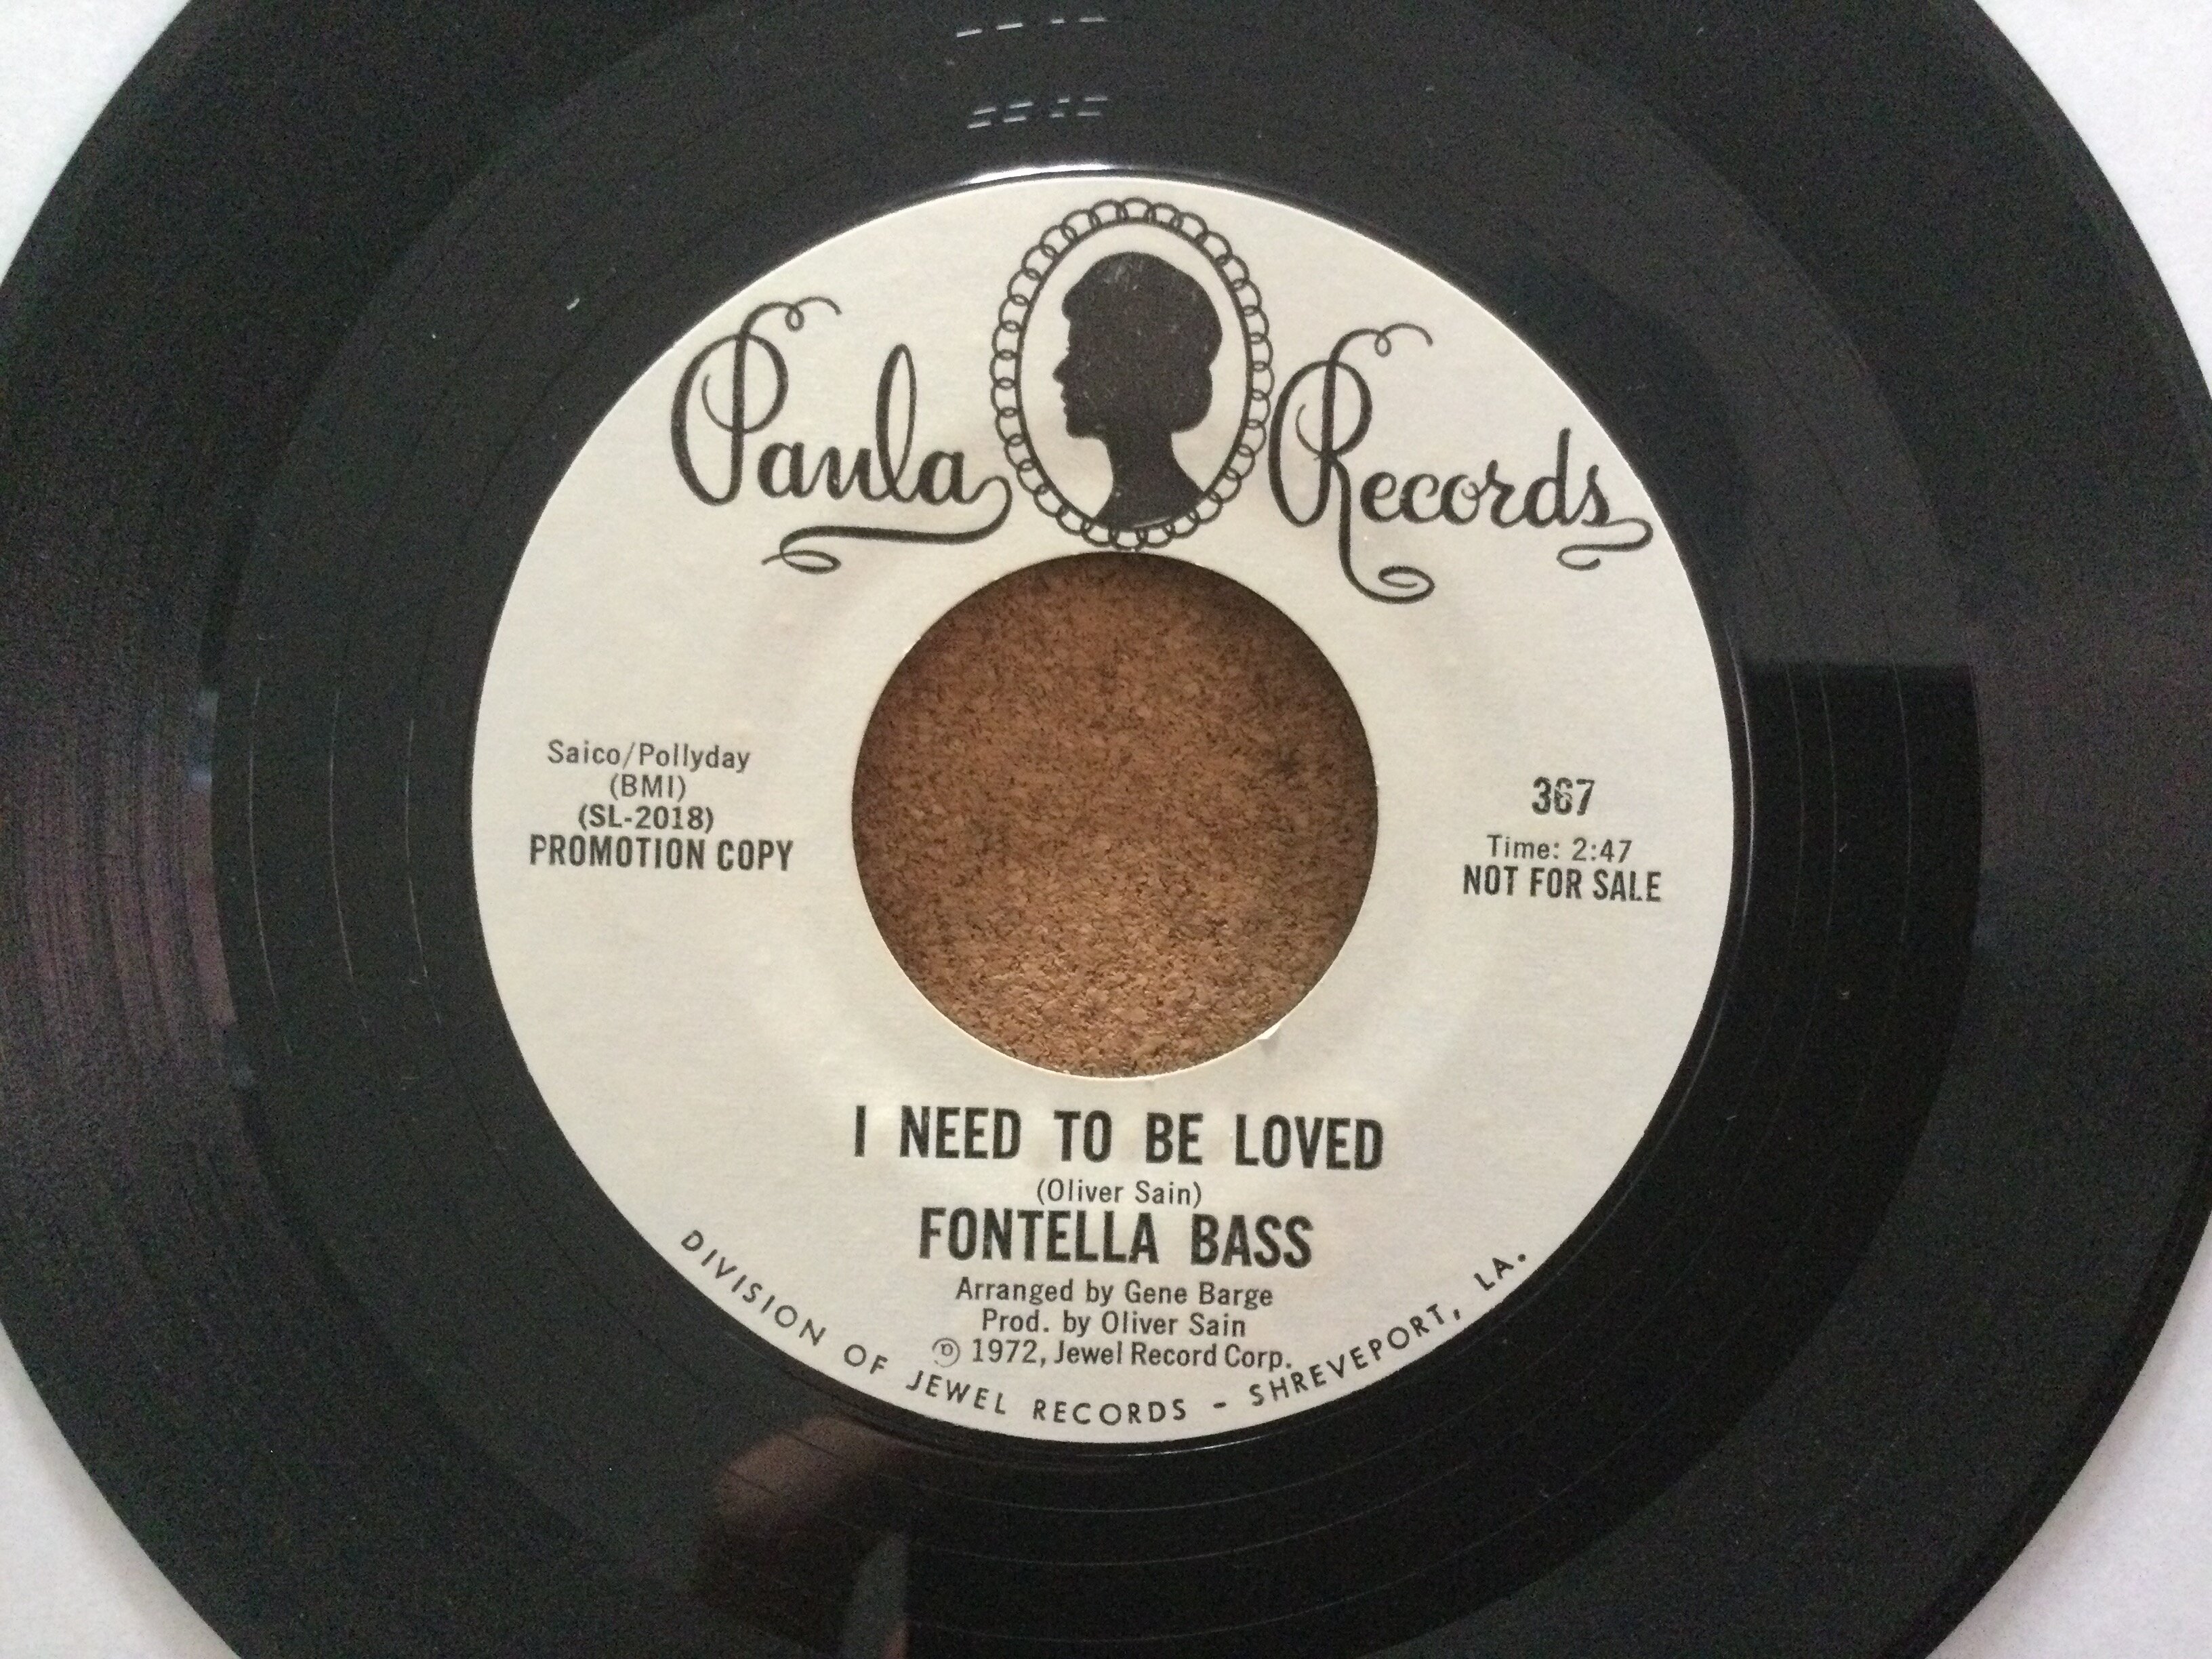 Paula Records
Saico/Pollyday
(BMI)
(SL-2018)
PROMOTION COPY
367
Time: 2:47
NOT FOR SALE
I NEED TO BE LOVED
(Oliver Sain)
FONTELLA BASS
Arranged by Gene Barge
Prod. by Oliver Sain
℗ 1972, Jewel Record Corp.
DIVISION OF JEWEL RECORDS - SHREVEPORT, LA.